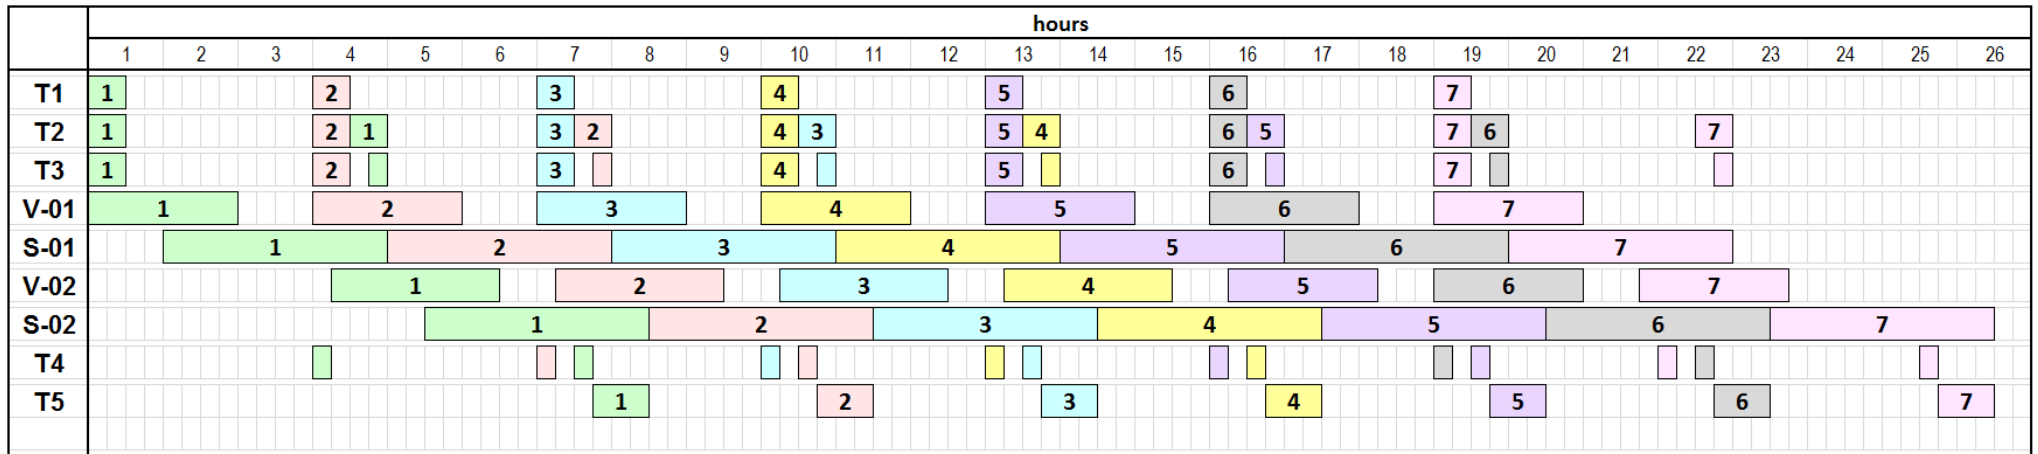 hours
1 2 3 4 5 6 7 8 9 10 11 12 13 14 15 16 17 18 19 20 21 22 23 24 25 26
T1 1 2 3 4 5 6 7
T2 1 2 1 3 2 4 3 5 4 6 5 7 6 7
T3 1 2 3 4 5 6 7
V-01 1 2 3 4 5 6 7
S-01 1 2 3 4 5 6 7
V-02 1 2 3 4 5 6 7
S-02 1 2 3 4 5 6 7
T4
T5 1 2 3 4 5 6 7